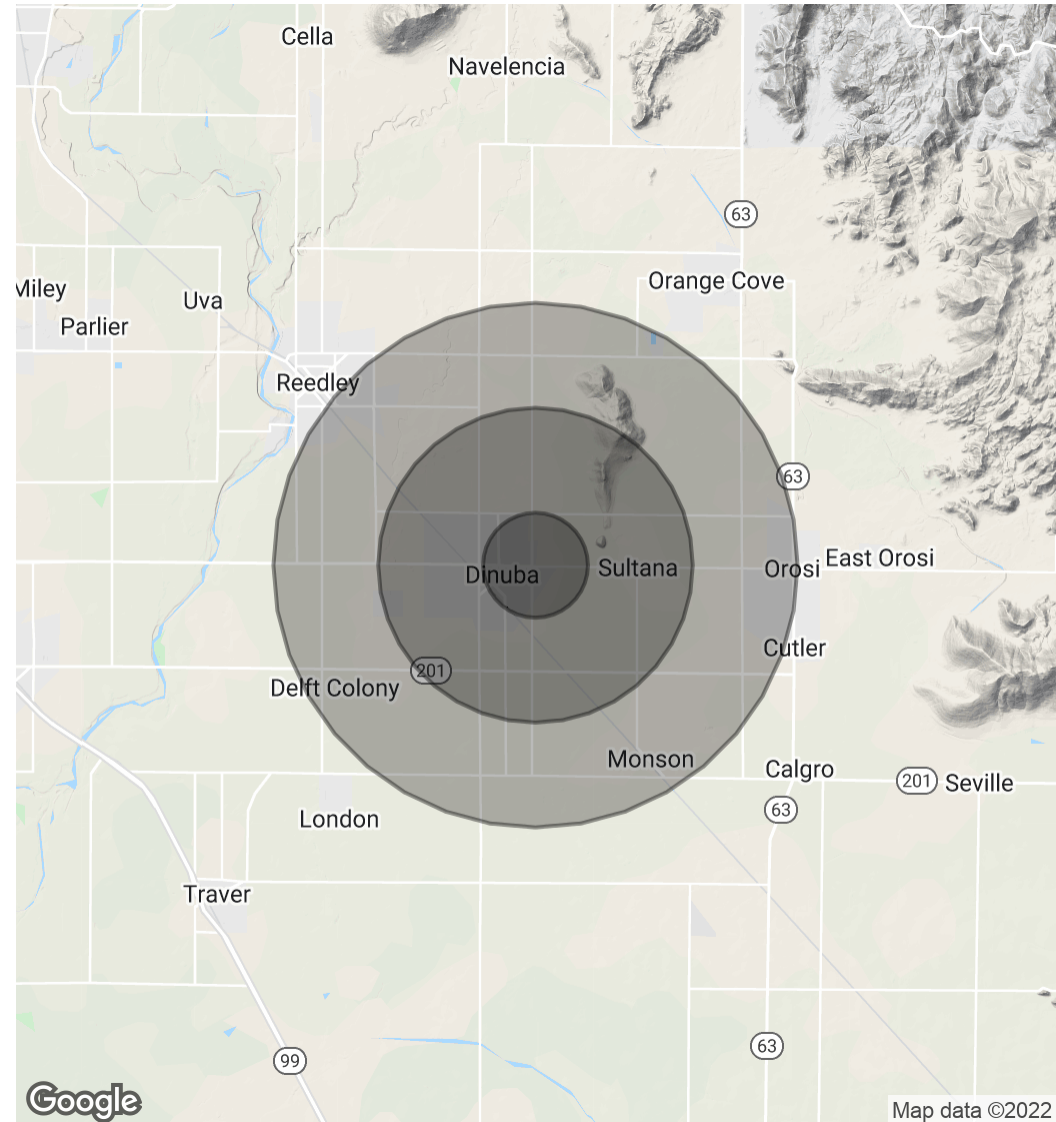 Cella
Navelencia
63
Orange Cove
Miley
Uva
Parlier
Reedley
63
East Orosi
Orosi
Sultana
Dinuba
Cutler
201
Delft Colony
Monson
Calgro
201
Seville
63
London
Traver
63
99
Google
Map data ©2022